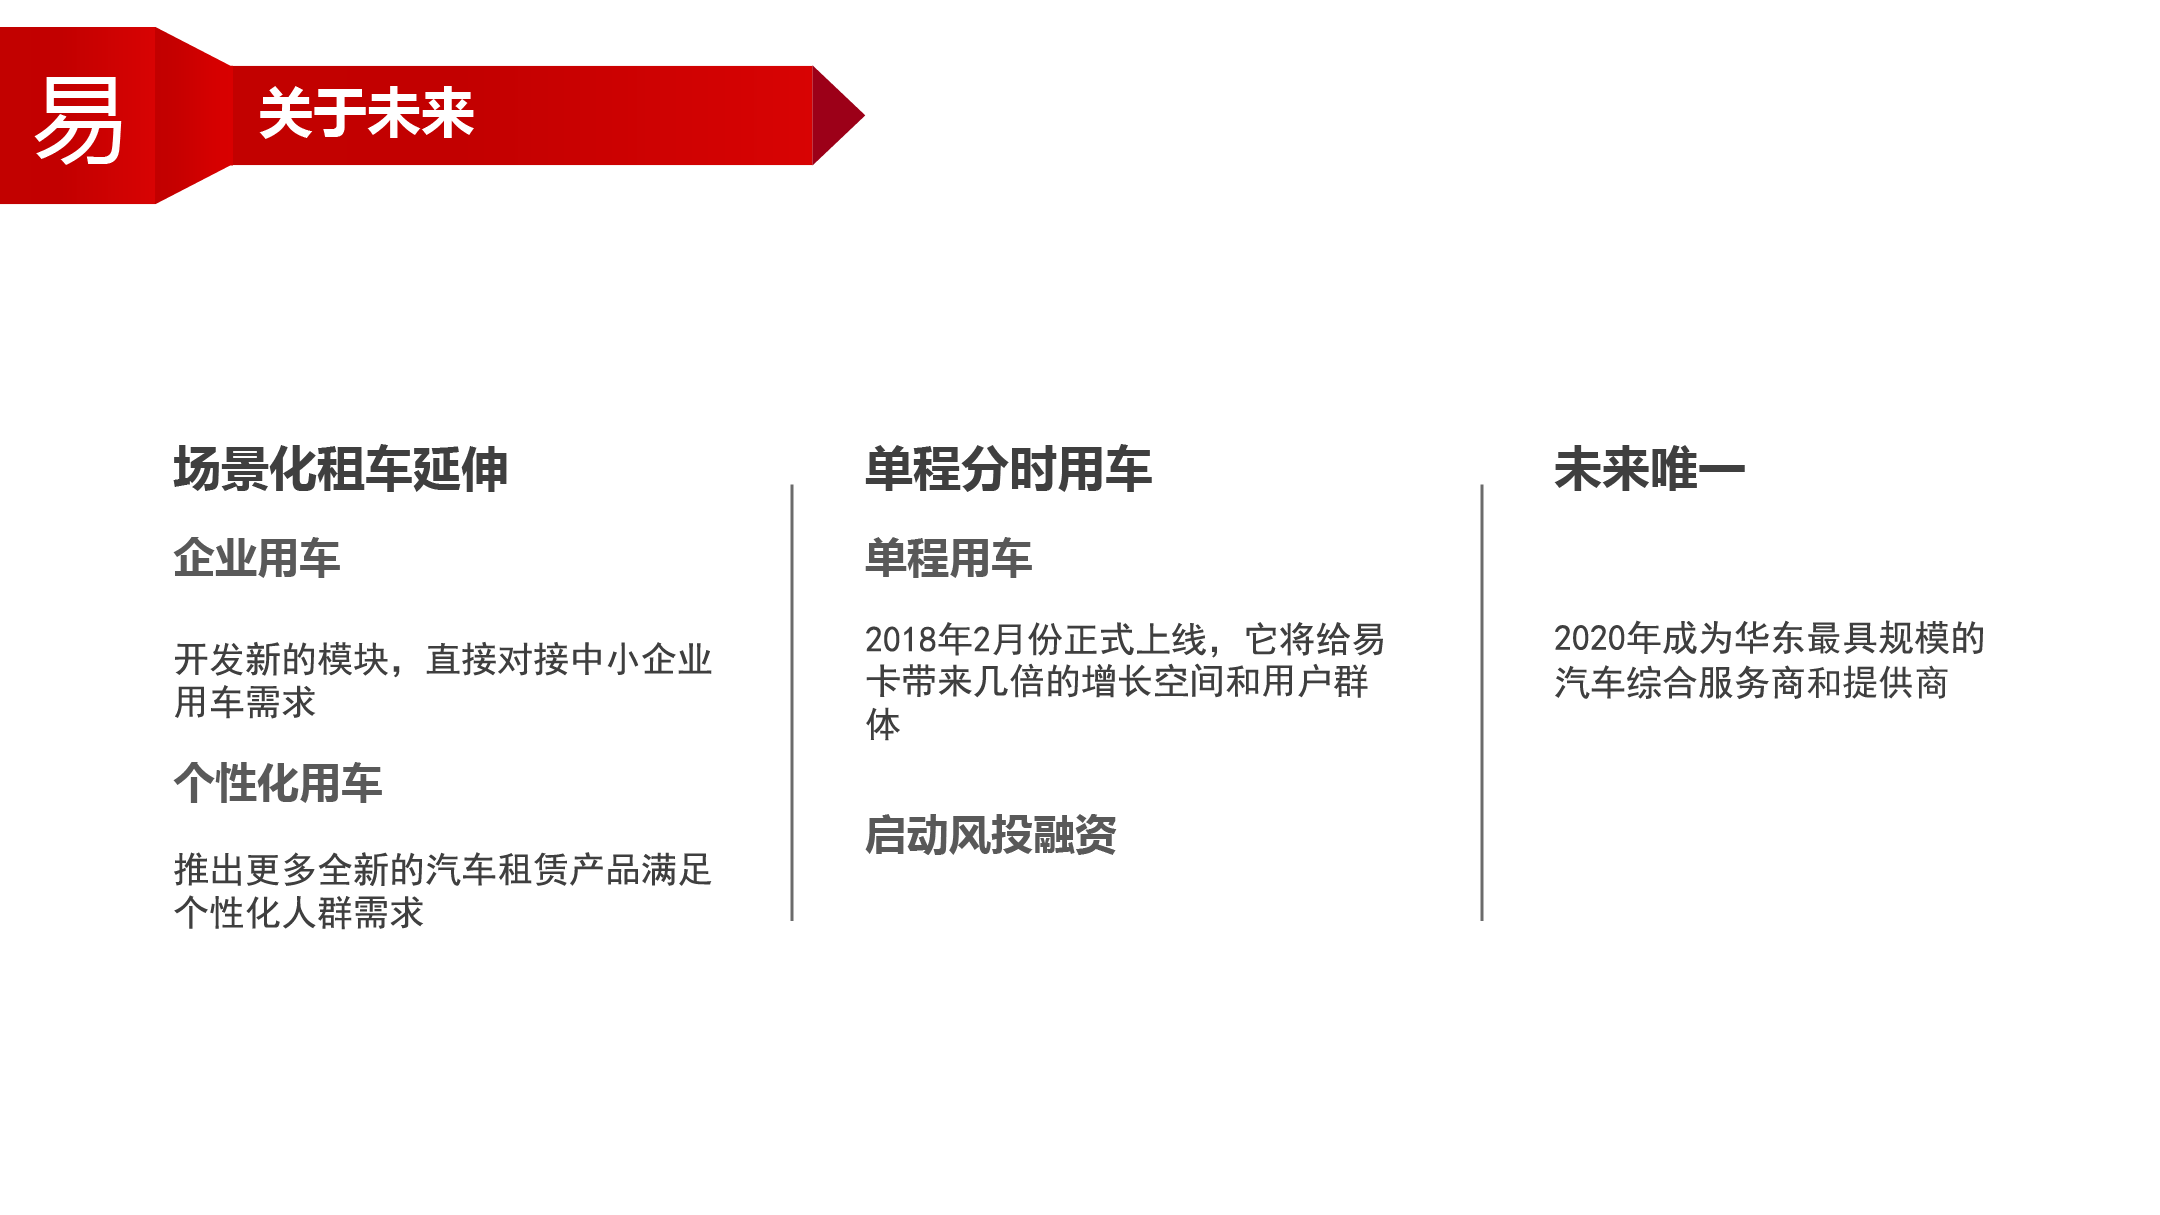 易
关于未来
场景化租车延伸
企业用车
开发新的模块，直接对接中小企业
用车需求
个性化用车
推出更多全新的汽车租赁产品满足
个性化人群需求
单程分时用车
单程用车
2018年2月份正式上线，它将给易
卡带来几倍的增长空间和用户群
体
启动风投融资
未来唯一
2020年成为华东最具规模的
汽车综合服务商和提供商